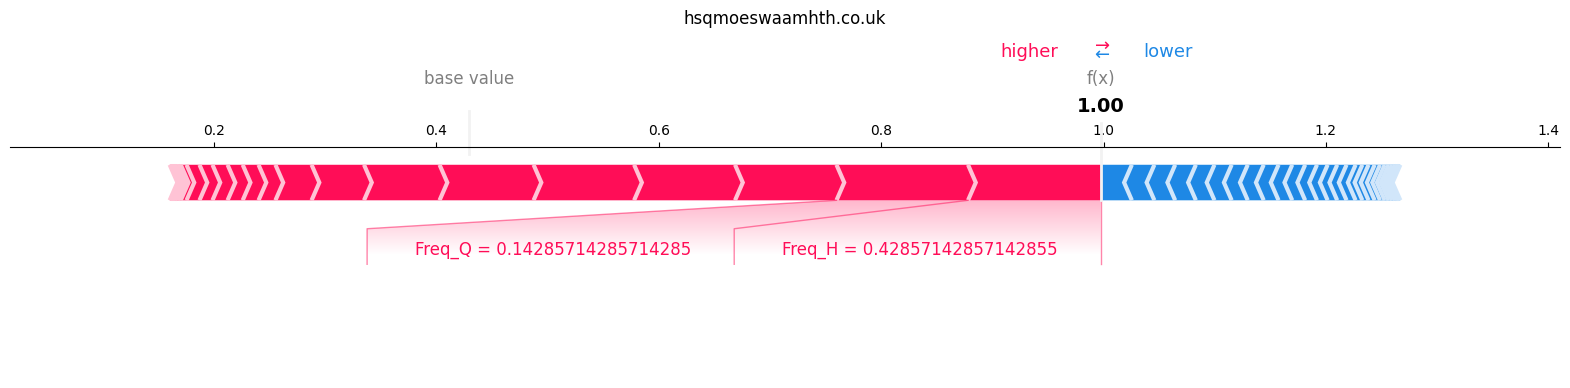 hsqmoeswaamhth.co.uk
higher ⇄ lower
base value f(x)
1.00
0.2 0.4 0.6 0.8 1.0 1.2 1.4
Freq_Q = 0.14285714285714285 Freq_H = 0.42857142857142855